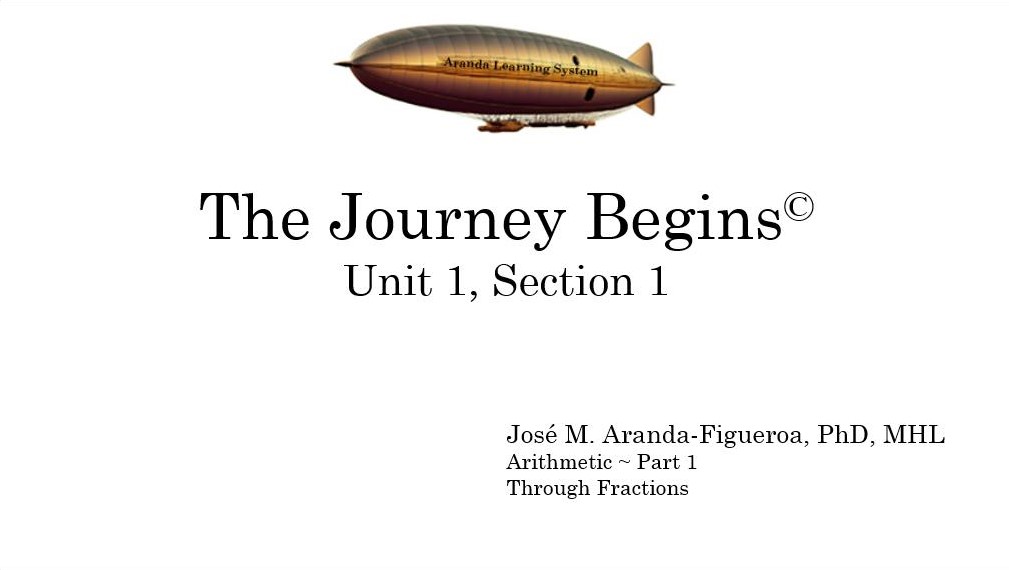 Aranda Learning System
The Journey Begins©
Unit 1, Section 1
José M. Aranda-Figueroa, PhD, MHL
Arithmetic ~ Part 1
Through Fractions